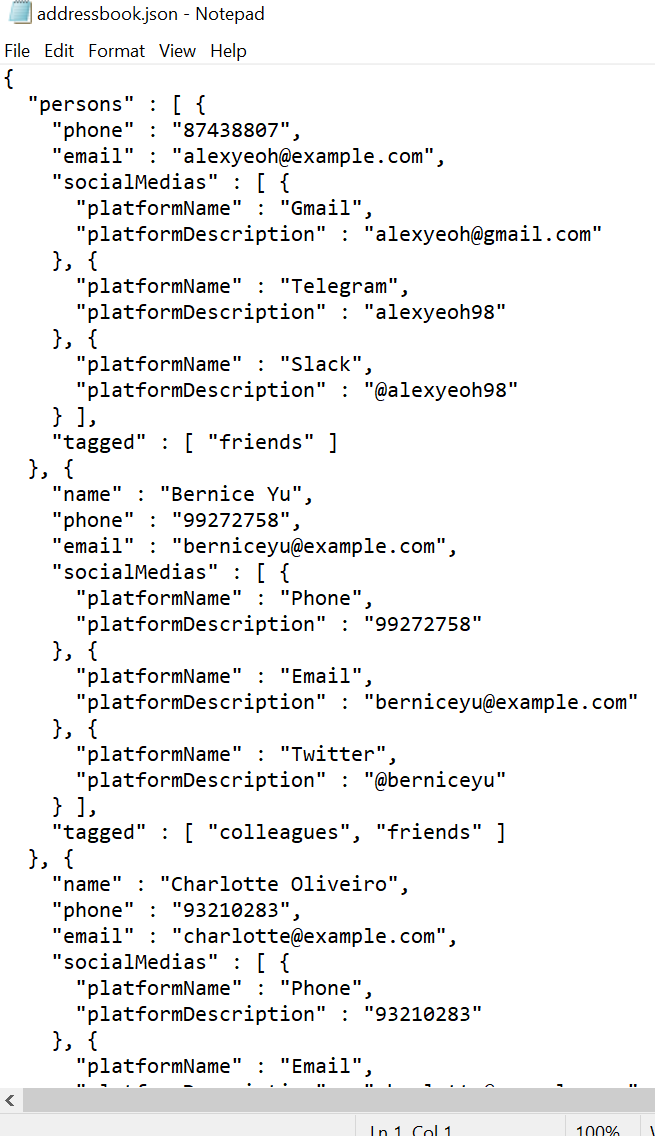 addressbook.json - Notepad
File Edit Format View Help
{
  "persons" : [ {
    "phone" : "87438807",
    "email" : "alexyeoh@example.com",
    "socialMedias" : [ {
      "platformName" : "Gmail",
      "platformDescription" : "alexyeoh@gmail.com"
    }, {
      "platformName" : "Telegram",
      "platformDescription" : "alexyeoh98"
    }, {
      "platformName" : "Slack",
      "platformDescription" : "@alexyeoh98"
    } ],
    "tagged" : [ "friends" ]
  }, {
    "name" : "Bernice Yu",
    "phone" : "99272758",
    "email" : "berniceyu@example.com",
    "socialMedias" : [ {
      "platformName" : "Phone",
      "platformDescription" : "99272758"
    }, {
      "platformName" : "Email",
      "platformDescription" : "berniceyu@example.com"
    }, {
      "platformName" : "Twitter",
      "platformDescription" : "@berniceyu"
    } ],
    "tagged" : [ "colleagues", "friends" ]
  }, {
    "name" : "Charlotte Oliveiro",
    "phone" : "93210283",
    "email" : "charlotte@example.com",
    "socialMedias" : [ {
      "platformName" : "Phone",
      "platformDescription" : "93210283"
    }, {
      "platformName" : "Email",
Ln 1, Col 1 100%